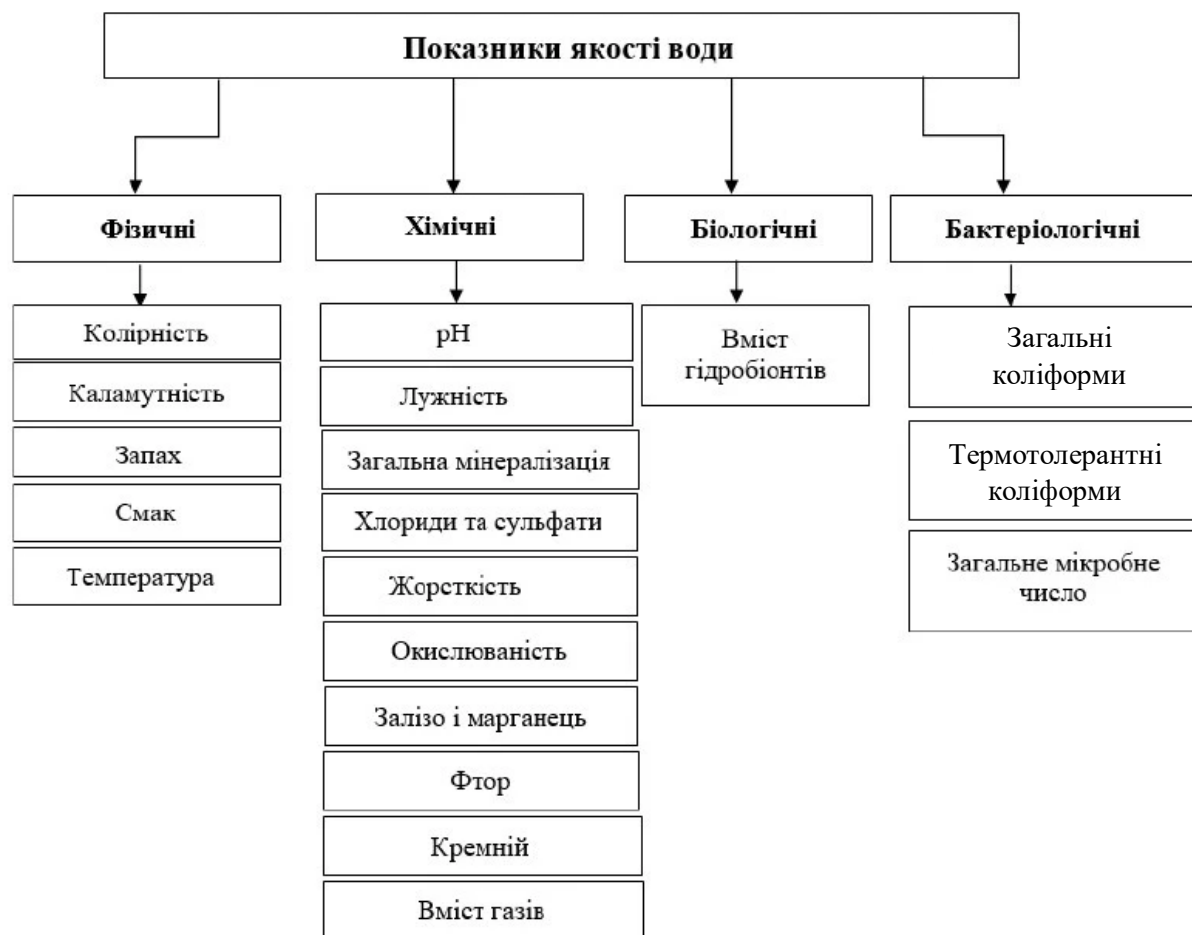 Показники якості води
Фізичні
Колірність
Каламутність
Запах
Смак
Температура
Хімічні
pH
Лужність
Загальна мінералізація
Хлориди та сульфати
Жорсткість
Окислюваність
Залізо і марганець
Фтор
Кремній
Вміст газів
Біологічні
Вміст
гідробіонтів
Бактеріологічні
Загальні
коліформи
Термотолерантні
коліформи
Загальне мікробне
число